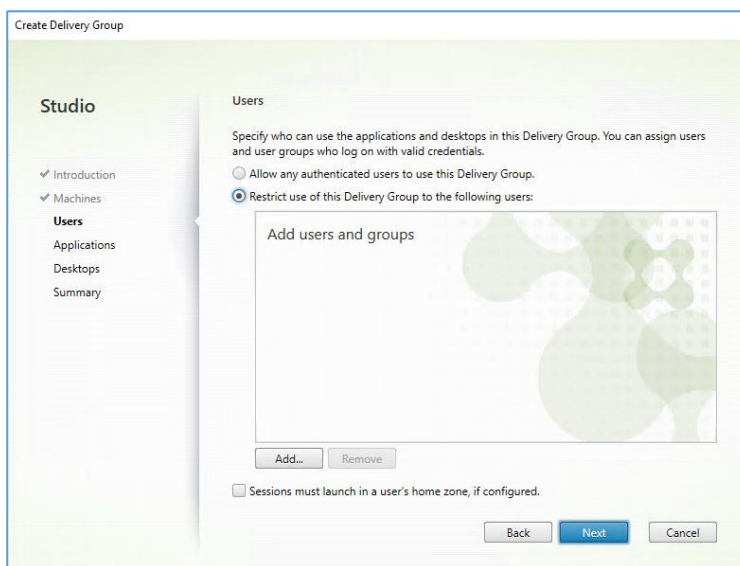 Create Delivery Group
Studio
Introduction
Machines
Users
Applications
Desktops
Summary
Users
Specify who can use the applications and desktops in this Delivery Group. You can assign users
and user groups who log on with valid credentials.
Allow any authenticated users to use this Delivery Group.
Restrict use of this Delivery Group to the following users:
Add users and groups
Add...
Remove
Sessions must launch in a user's home zone, if configured.
Back
Next
Cancel